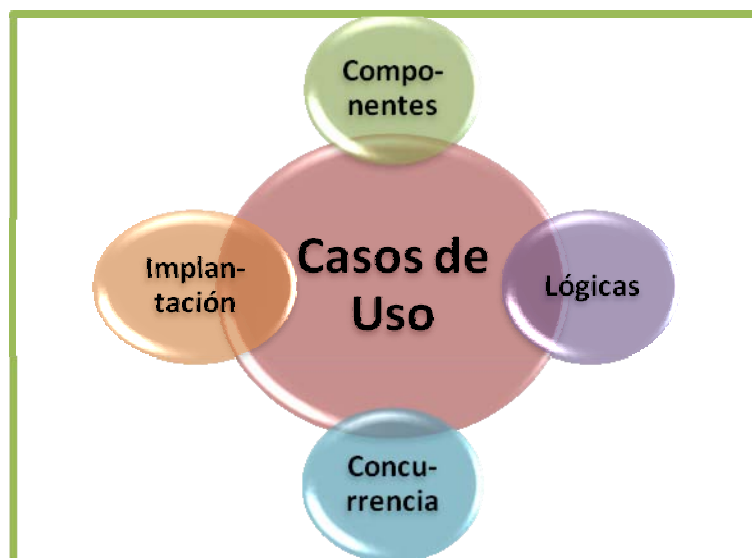 Compo-
nentes
Casos de
Uso
Implan-
tación
Lógicas
Concu-
rrencia